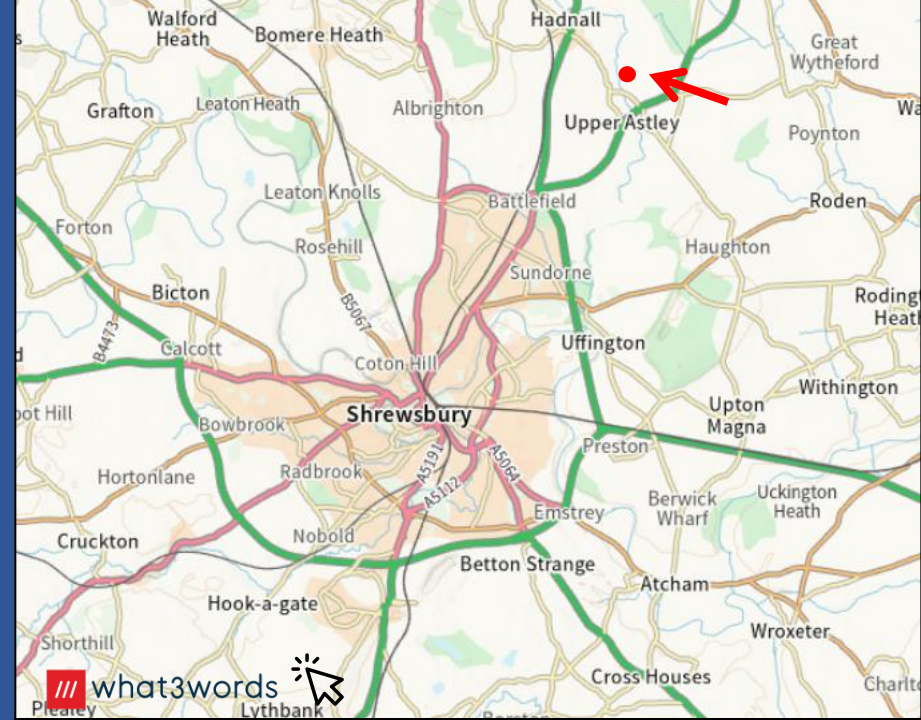 Walford
Heath
Bomere Heath
Hadnall
Great
Wytheford
Grafton
Leaton Heath
Albrighton
Upper Astley
Poynton
Leaton Knolls
Battlefield
Roden
Forton
Rosehill
Haughton
Sundorne
Bicton
B5067
B4473
Calcott
Coton Hill
Uffington
Withington
Shrewsbury
Upton
Magna
Bowbrook
Preston
Radbrook
A5191
A5112
A5064
Hortonlane
Berwick
Wharf
Uckington
Heath
Emstrey
Nobold
Cruckton
Betton Strange
Atcham
Hook-a-gate
Wroxeter
Shorthill
Cross Houses
/// what3words
Lythbank